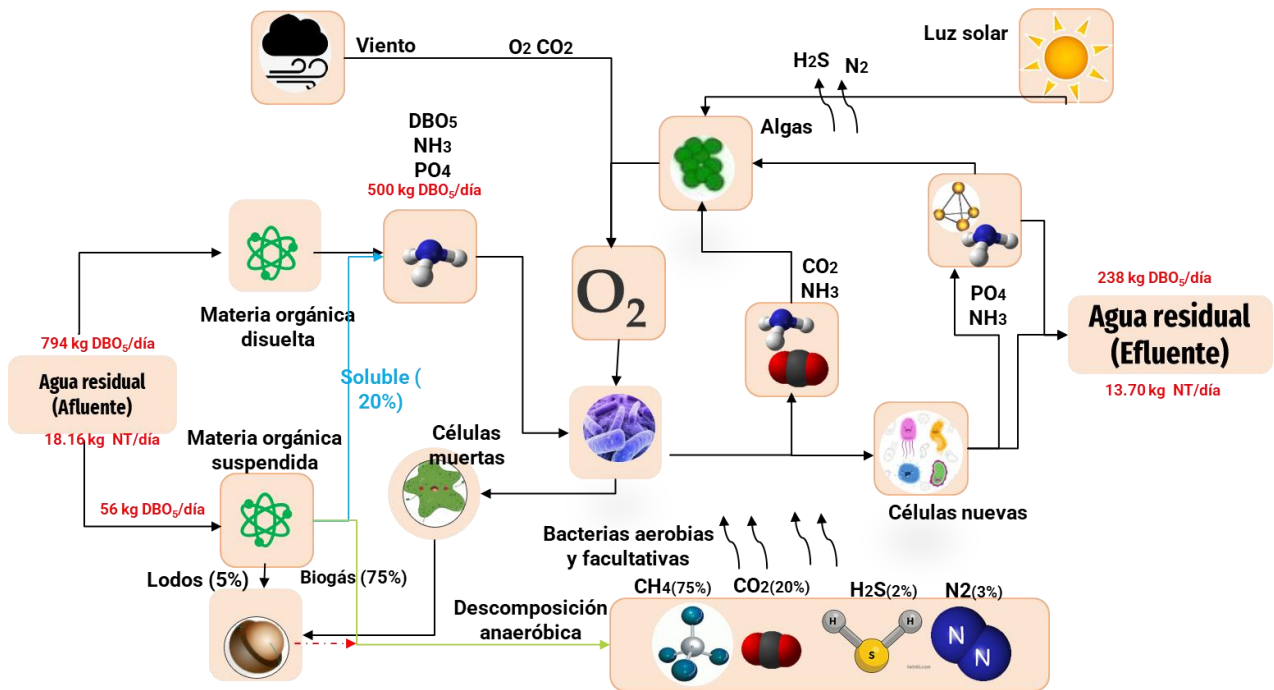 Viento
O2 CO2
Luz solar
H2S
N2
Algas
DBO5
NH3
PO4
500 kg DBO5/día
O2
CO2
NH3
PO4
NH3
238 kg DBO5/día
Agua residual
(Efluente)
13.70 kg NT/día
Materia orgánica
disuelta
794 kg DBO5/día
Agua residual
(Afluente)
18.16 kg NT/día
Soluble (
20%)
Materia orgánica
suspendida
56 kg DBO5/día
Células
muertas
Células nuevas
Bacterias aerobias
y facultativas
Lodos (5%)
Biogás (75%)
Descomposición
anaeróbica
CH4(75%)
CO2(20%)
H2S(2%)
N2(3%)
H
H
S
N
N